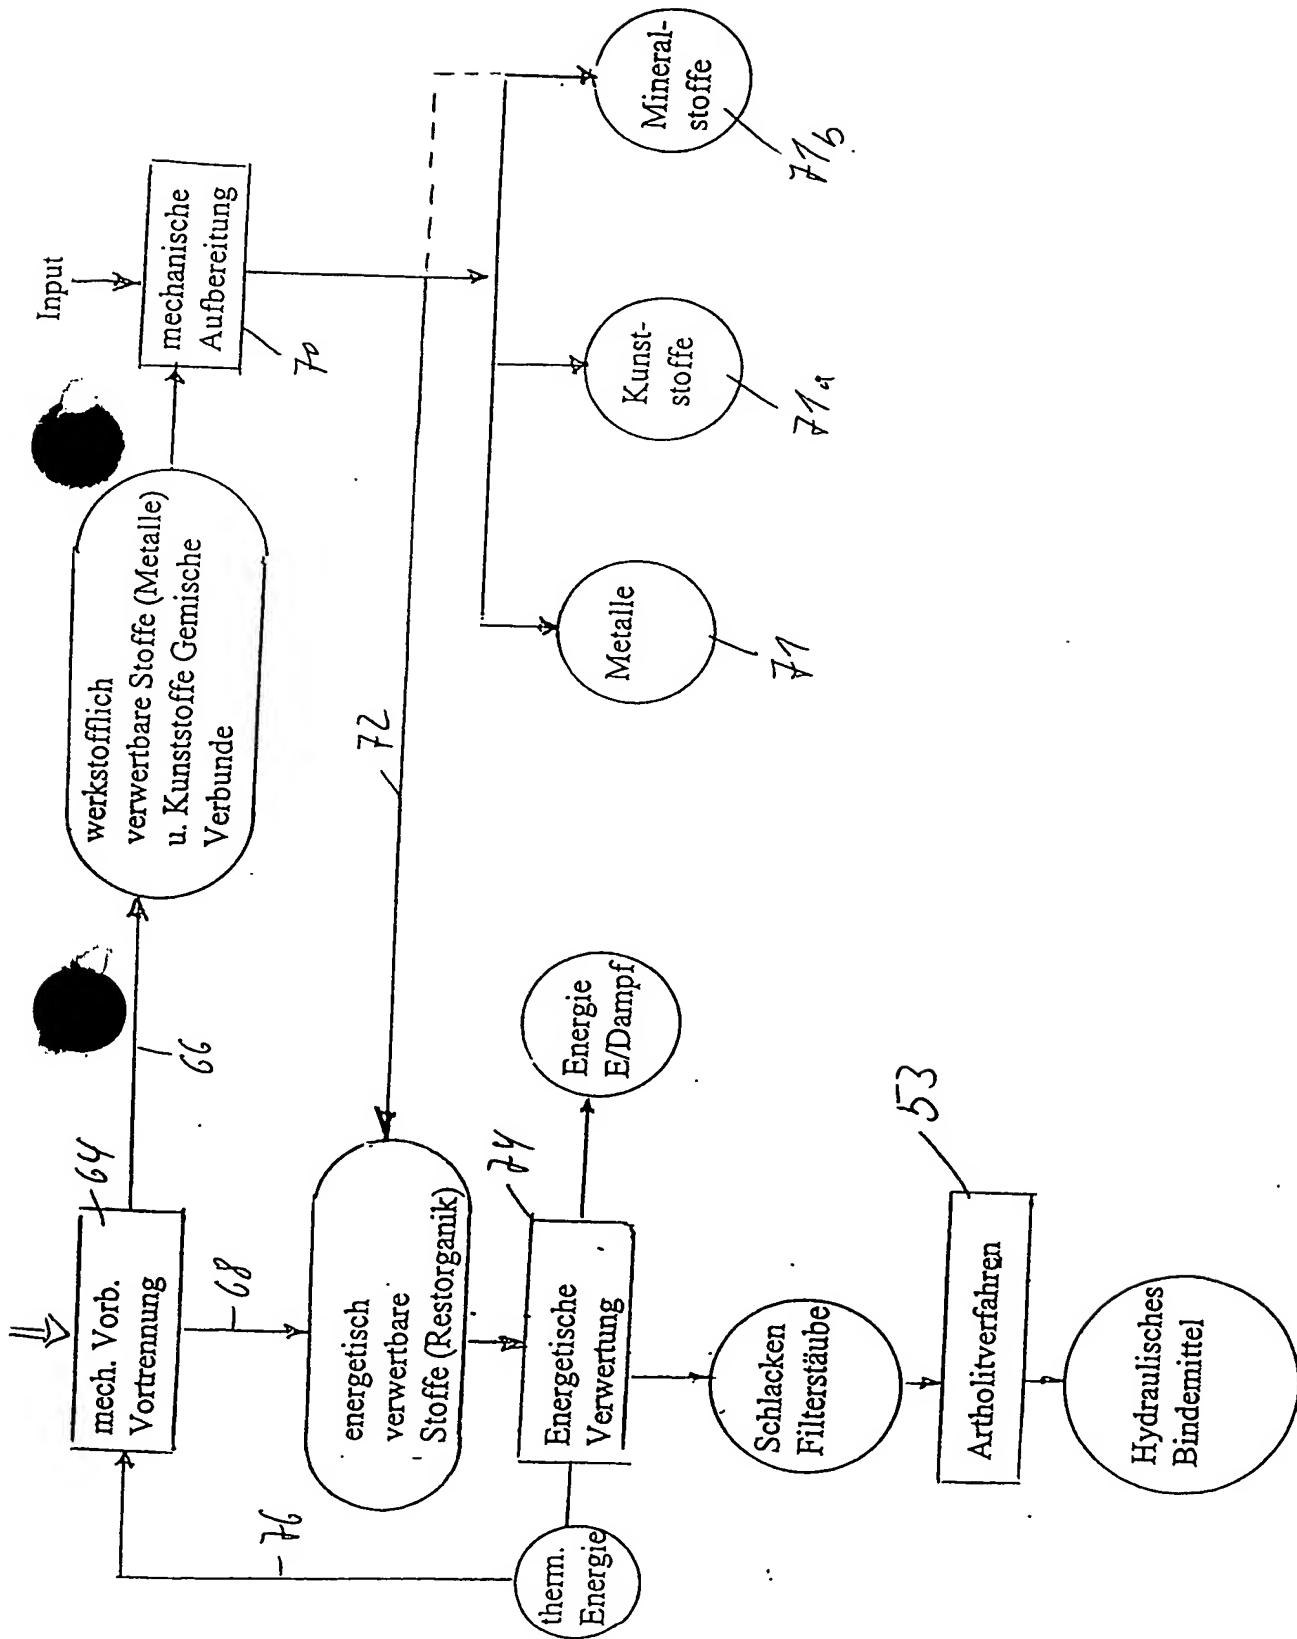 mech. Vorb.
Vortrennung
64
66
werkstofflich
verwertbare Stoffe (Metalle)
u. Kunststoffe Gemische
Verbunde
Input
mechanische
Aufbereitung
70
68
72
76
energetisch
verwertbare
Stoffe (Restorganik)
Metalle
71
Kunst-
stoffe
71a
Mineral-
stoffe
71b
74
Energetische
Verwertung
Energie
E/Dampf
therm.
Energie
Schlacken
Filterstäube
53
Artholitverfahren
Hydraulisches
Bindemittel